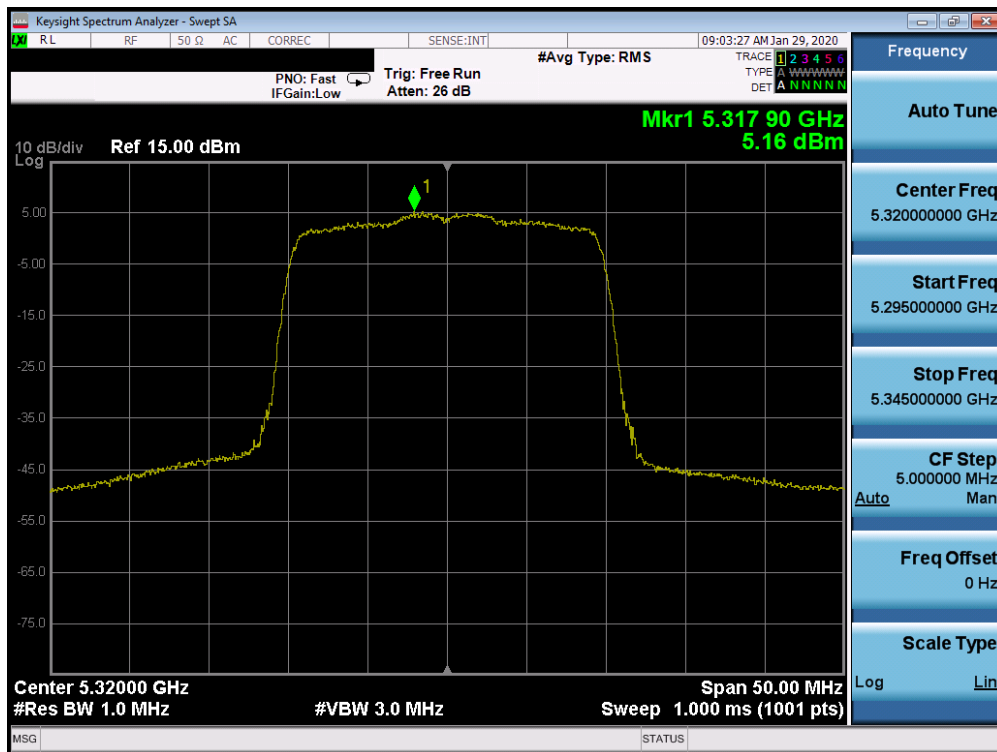 Keysight Spectrum Analyzer - Swept SA
LXI RL RF 50 Ω AC CORREC SENSE:INT 09:03:27 AM Jan 29, 2020
#Avg Type: RMS
TRACE 1 2 3 4 5 6
PNO: Fast
Trig: Free Run
TYPE A WWWWW
IFGain:Low
Atten: 26 dB
DET A N N N N N
Mkr1 5.317 90 GHz
5.16 dBm
10 dB/div Ref 15.00 dBm
Log
1
5.00
-5.00
-15.0
-25.0
-35.0
-45.0
-55.0
-65.0
-75.0
Center 5.32000 GHz Span 50.00 MHz
#Res BW 1.0 MHz #VBW 3.0 MHz Sweep 1.000 ms (1001 pts)
MSG STATUS
Frequency
Auto Tune
Center Freq
5.320000000 GHz
Start Freq
5.295000000 GHz
Stop Freq
5.345000000 GHz
CF Step
5.000000 MHz
Auto Man
Freq Offset
0 Hz
Scale Type
Log Lin